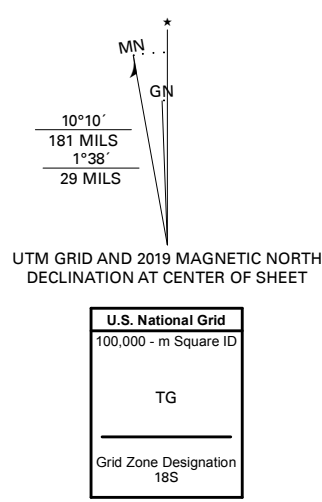 ★
MN
GN
10°10´
181 MILS
1°38´
29 MILS
UTM GRID AND 2019 MAGNETIC NORTH
DECLINATION AT CENTER OF SHEET
U.S. National Grid
100,000 - m Square ID
TG
Grid Zone Designation
18S